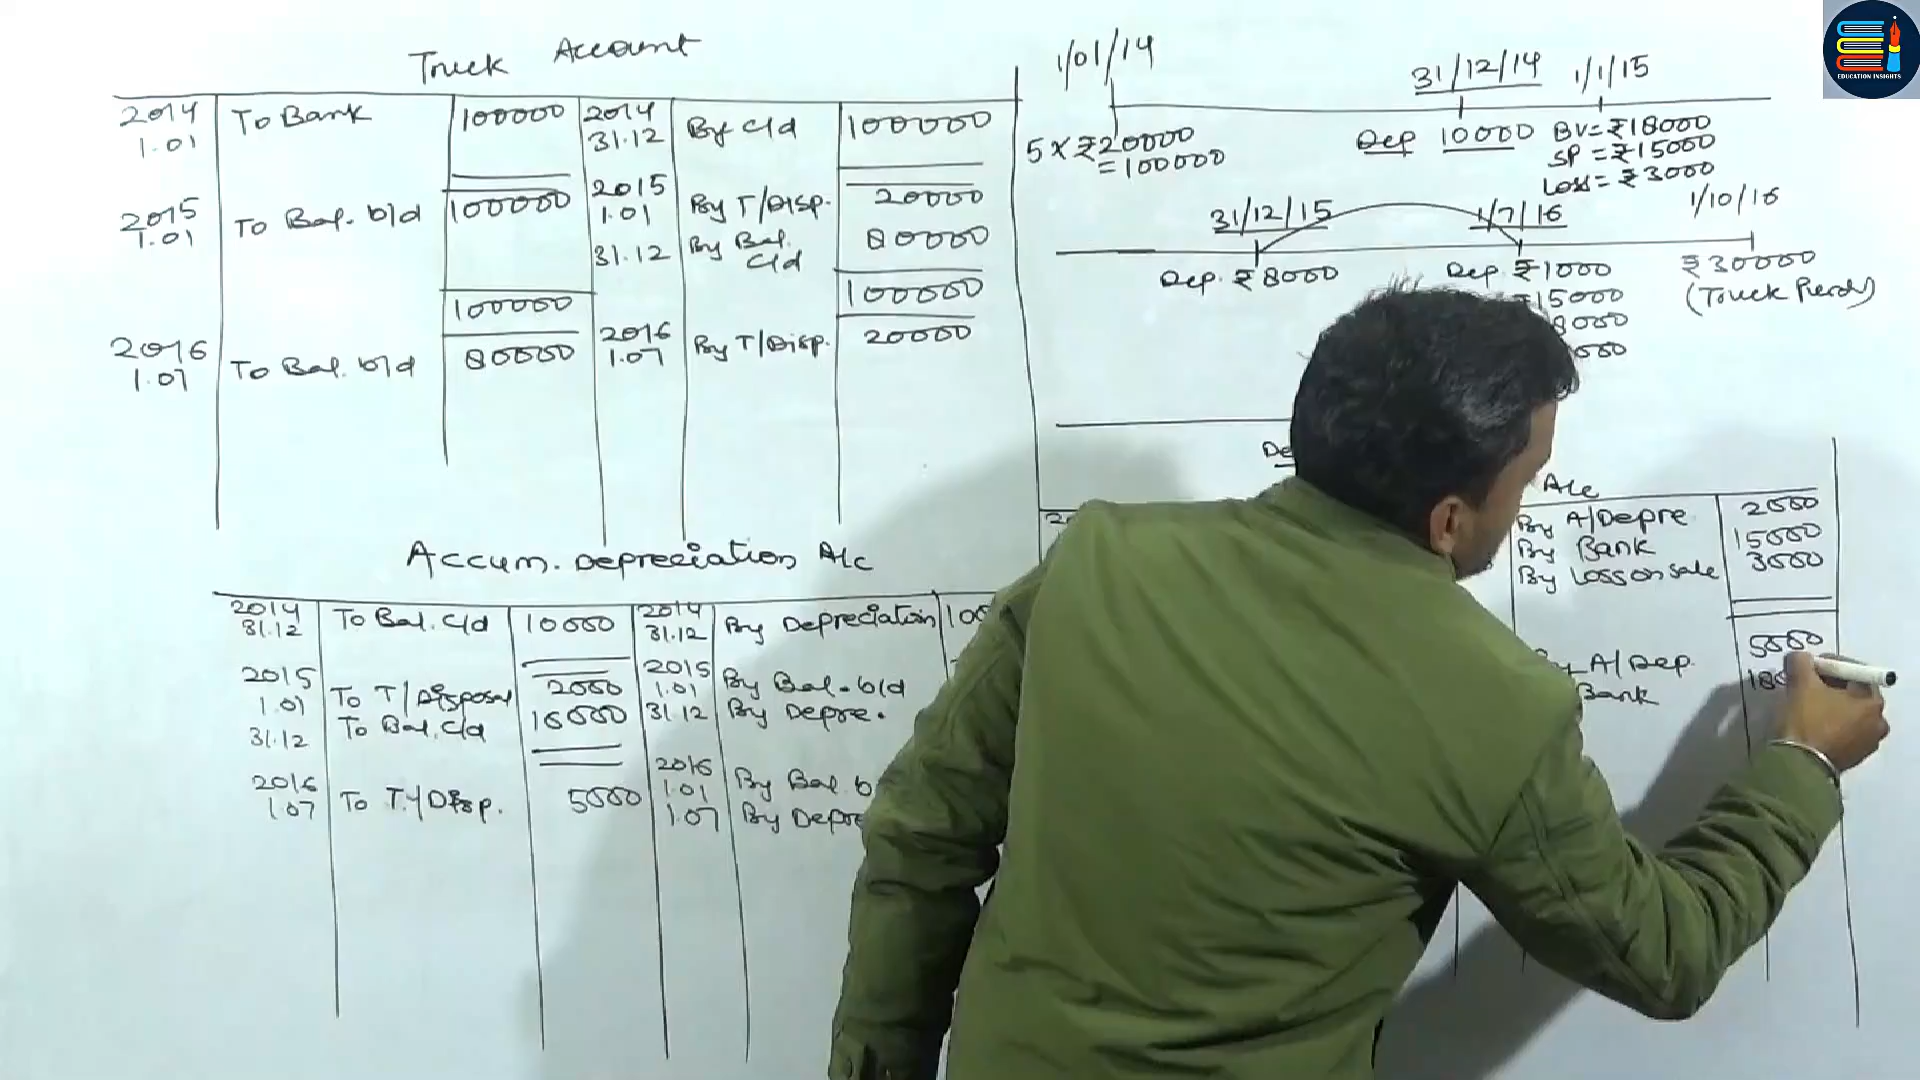 Truck Account
2014 1.01 To Bank 100000 2014 31.12 By c/d 100000
2015 1.01 To Bal. b/d 100000 2015 1.01 By T/Disp. 20000
31.12 By Bal. c/d 80000
100000 100000
2016 1.07 To Bal. b/d 80000 2016 1.07 By T/Disp. 20000
Accum. Depreciation A/c
2014 31.12 To Bal. c/d 10000 2014 31.12 By Depreciation
2015 1.01 To T/Disposal 2000 2015 1.01 By Bal. b/d
31.12 To Bal. c/d 16000 31.12 By Depre.
2016 1.07 To T/Disp. 5000 2016 1.01 By Bal.
1.07 By Depre
1/01/14
31/12/14
1/1/15
5 x ₹20000
= 100000
Dep 10000
BV = ₹18000
SP = ₹15000
Loss = ₹3000
31/12/15
1/7/16
1/10/16
Dep. ₹8000
Dep. ₹1000
₹15000
₹30000
(Truck Purch)
A/c
By A/Depre 2000
By Bank 15000
By Loss on sale 3000
A/Dep. 5000
Bank
EDUCATION INSIGHTS